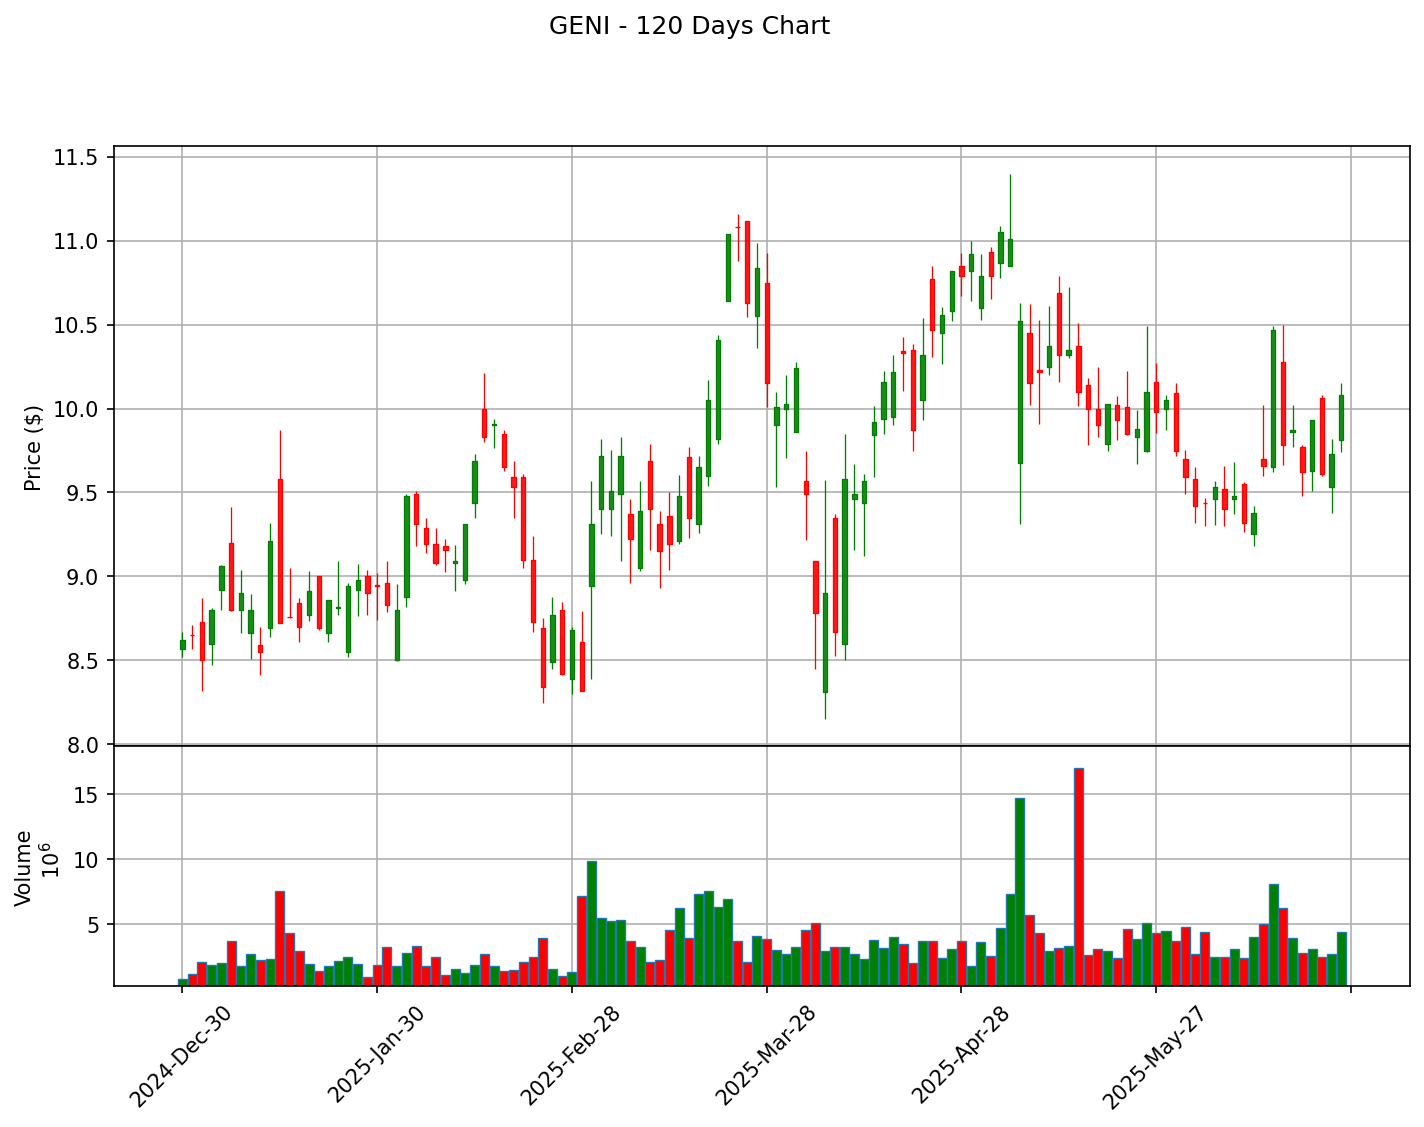 GENI - 120 Days Chart
11.5
11.0
10.5
10.0
9.5
9.0
8.5
8.0
Price ($)
15
10
5
Volume
10^6
2024-Dec-30
2025-Jan-30
2025-Feb-28
2025-Mar-28
2025-Apr-28
2025-May-27